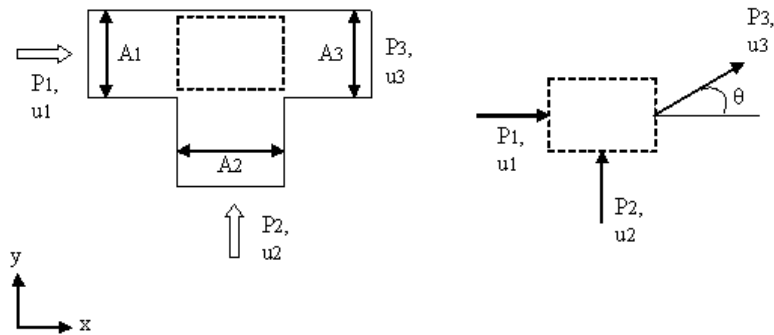 A1
A3
P1,
u1
P3,
u3
A2
P2,
u2
y
x
P3,
u3
θ
P1,
u1
P2,
u2